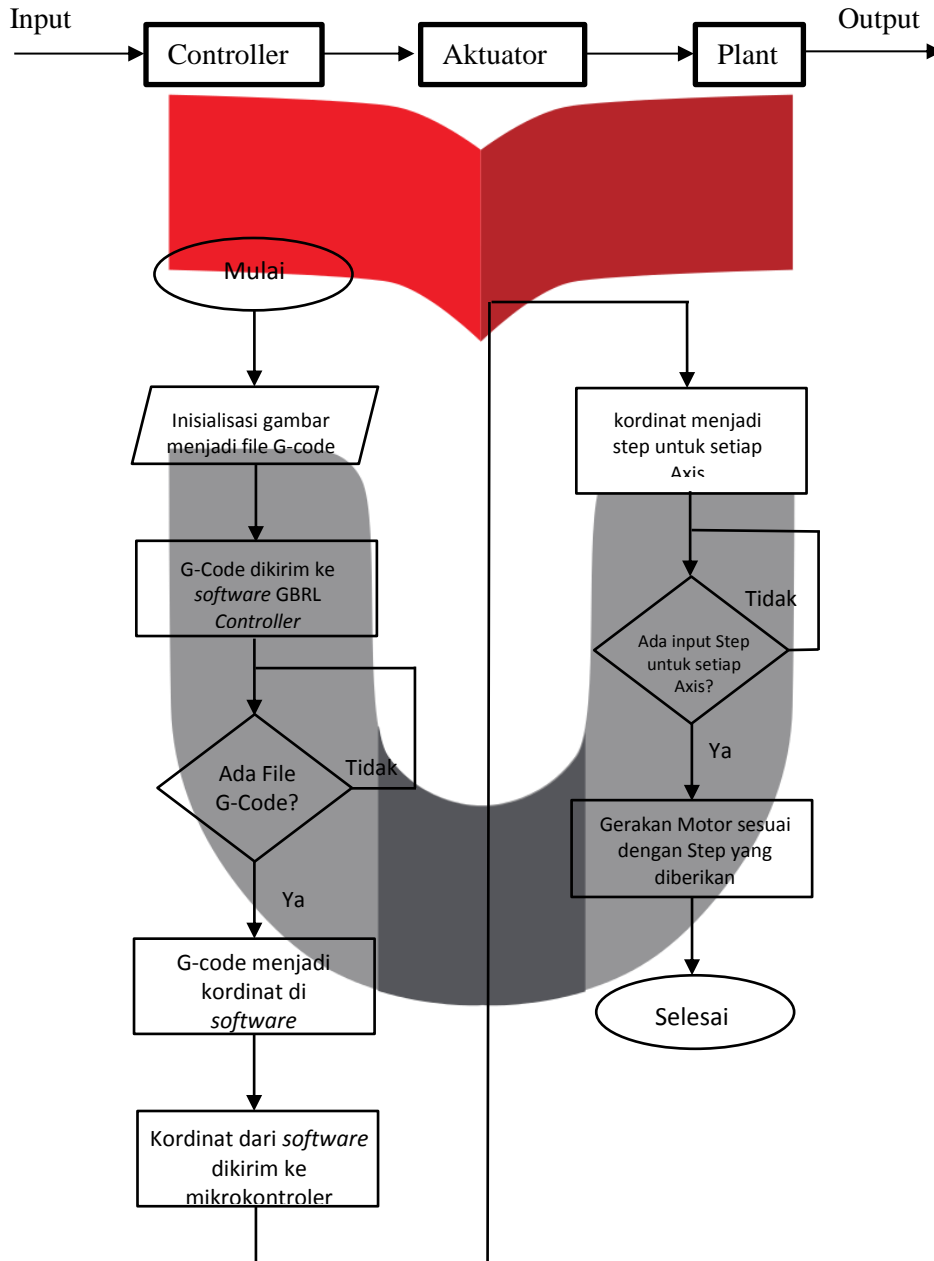 Input
Controller
Aktuator
Plant
Output
Mulai
Inisialisasi gambar
menjadi file G-code
G-Code dikirim ke
software GBRL
Controller
Ada File
G-Code?
Tidak
Ya
G-code menjadi
kordinat di
software
Kordinat dari software
dikirim ke
mikrokontroler
kordinat menjadi
step untuk setiap
Axis
Ada input Step
untuk setiap
Axis?
Tidak
Ya
Gerakan Motor sesuai
dengan Step yang
diberikan
Selesai